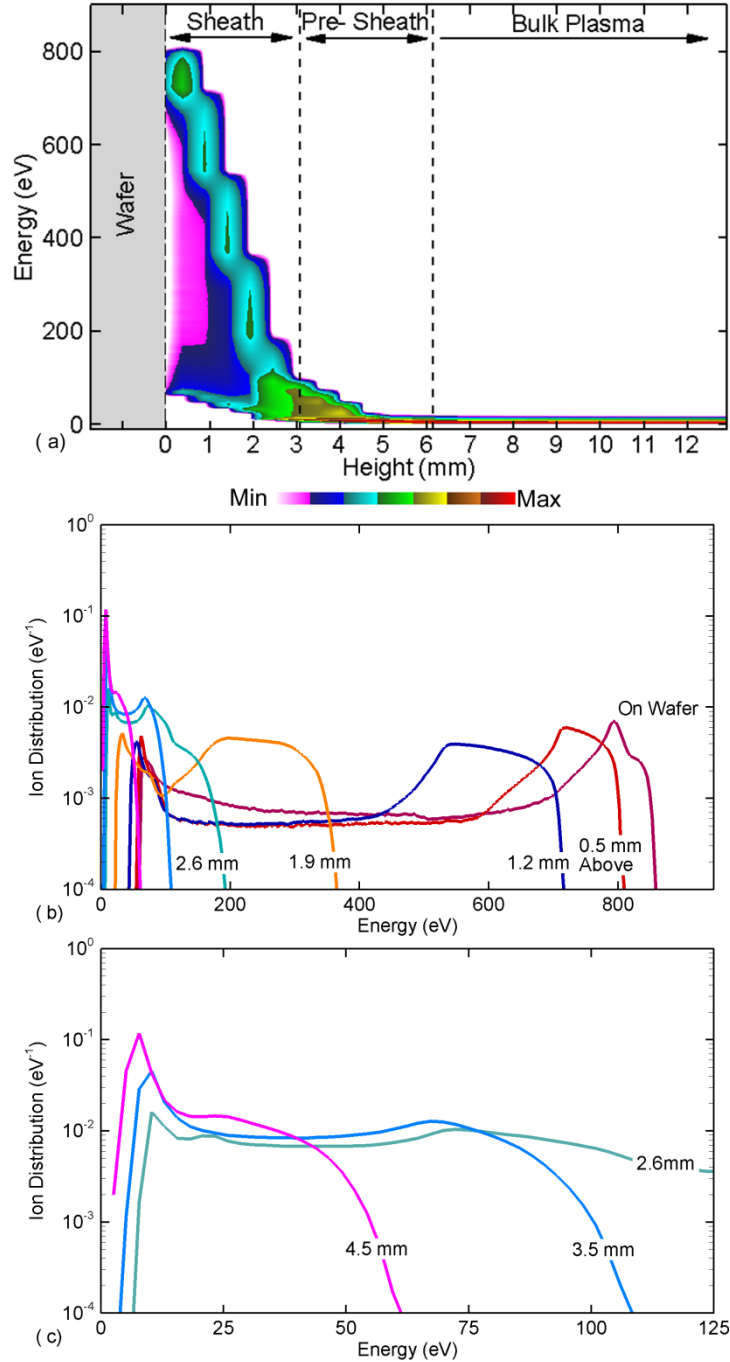 Sheath Pre- Sheath Bulk Plasma
800
600
400
200
0
Energy (eV)
Wafer
0 1 2 3 4 5 6 7 8 9 10 11 12
Height (mm)
( a)
Min Max
10⁰
10⁻¹
10⁻²
10⁻³
10⁻⁴
Ion Distribution (eV⁻¹)
On Wafer
2.6 mm
1.9 mm
1.2 mm
0.5 mm
Above
0 200 400 600 800
Energy (eV)
( b)
10⁰
10⁻¹
10⁻²
10⁻³
10⁻⁴
Ion Distribution (eV⁻¹)
2.6mm
4.5 mm
3.5 mm
0 25 50 75 100 125
Energy (eV)
( c)